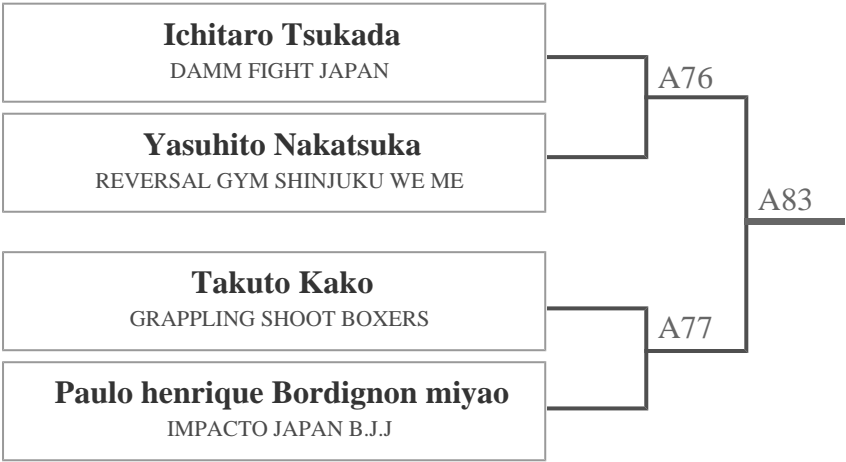 Ichitaro Tsukada
DAMM FIGHT JAPAN
A76
Yasuhito Nakatsuka
REVERSAL GYM SHINJUKU WE ME
A83
Takuto Kako
GRAPPLING SHOOT BOXERS
A77
Paulo henrique Bordignon miyao
IMPACTO JAPAN B.J.J